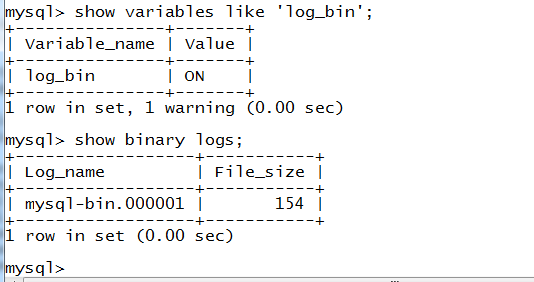 mysql> show variables like 'log_bin';
+---------------+-------+
| Variable_name | Value |
+---------------+-------+
| log_bin       | ON    |
+---------------+-------+
1 row in set, 1 warning (0.00 sec)
mysql> show binary logs;
+------------------+-----------+
| Log_name         | File_size |
+------------------+-----------+
| mysql-bin.000001 |       154 |
+------------------+-----------+
1 row in set (0.00 sec)
mysql>